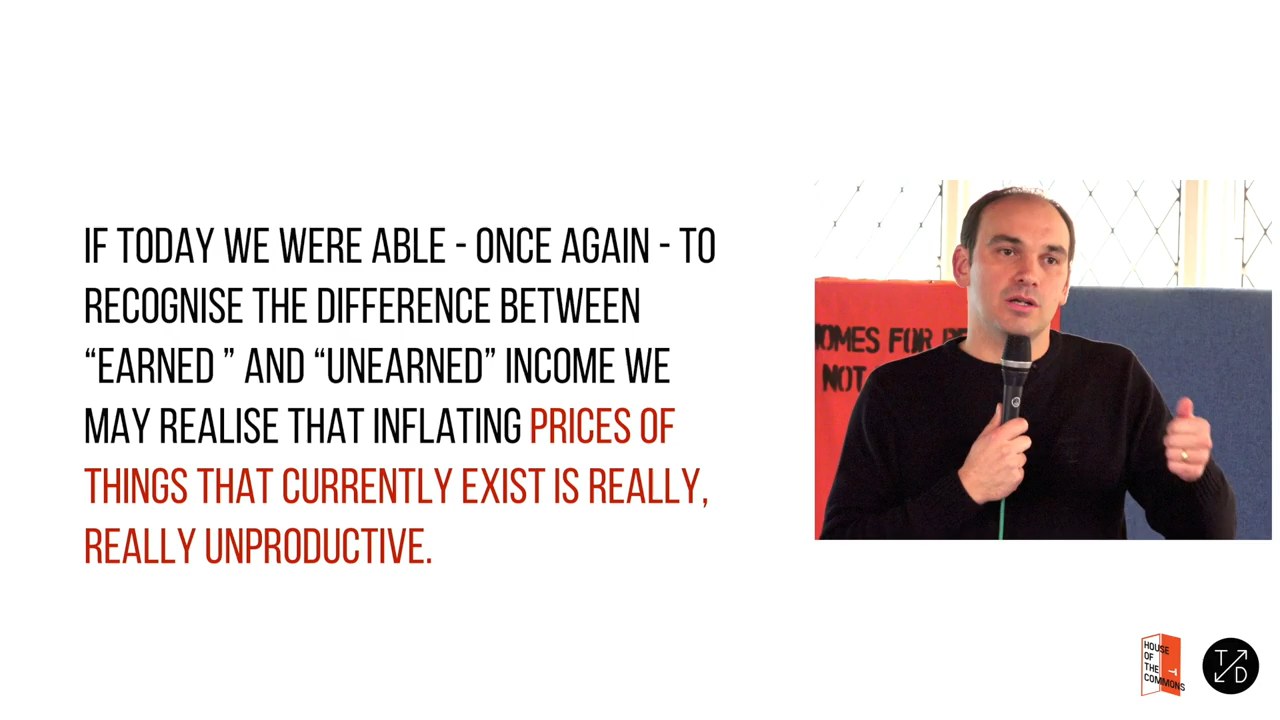 IF TODAY WE WERE ABLE - ONCE AGAIN - TO
RECOGNISE THE DIFFERENCE BETWEEN
“EARNED ” AND “UNEARNED” INCOME WE
MAY REALISE THAT INFLATING PRICES OF
THINGS THAT CURRENTLY EXIST IS REALLY,
REALLY UNPRODUCTIVE.
FOR
NOT
HOUSE
OF
THE
COMMONS
T
D